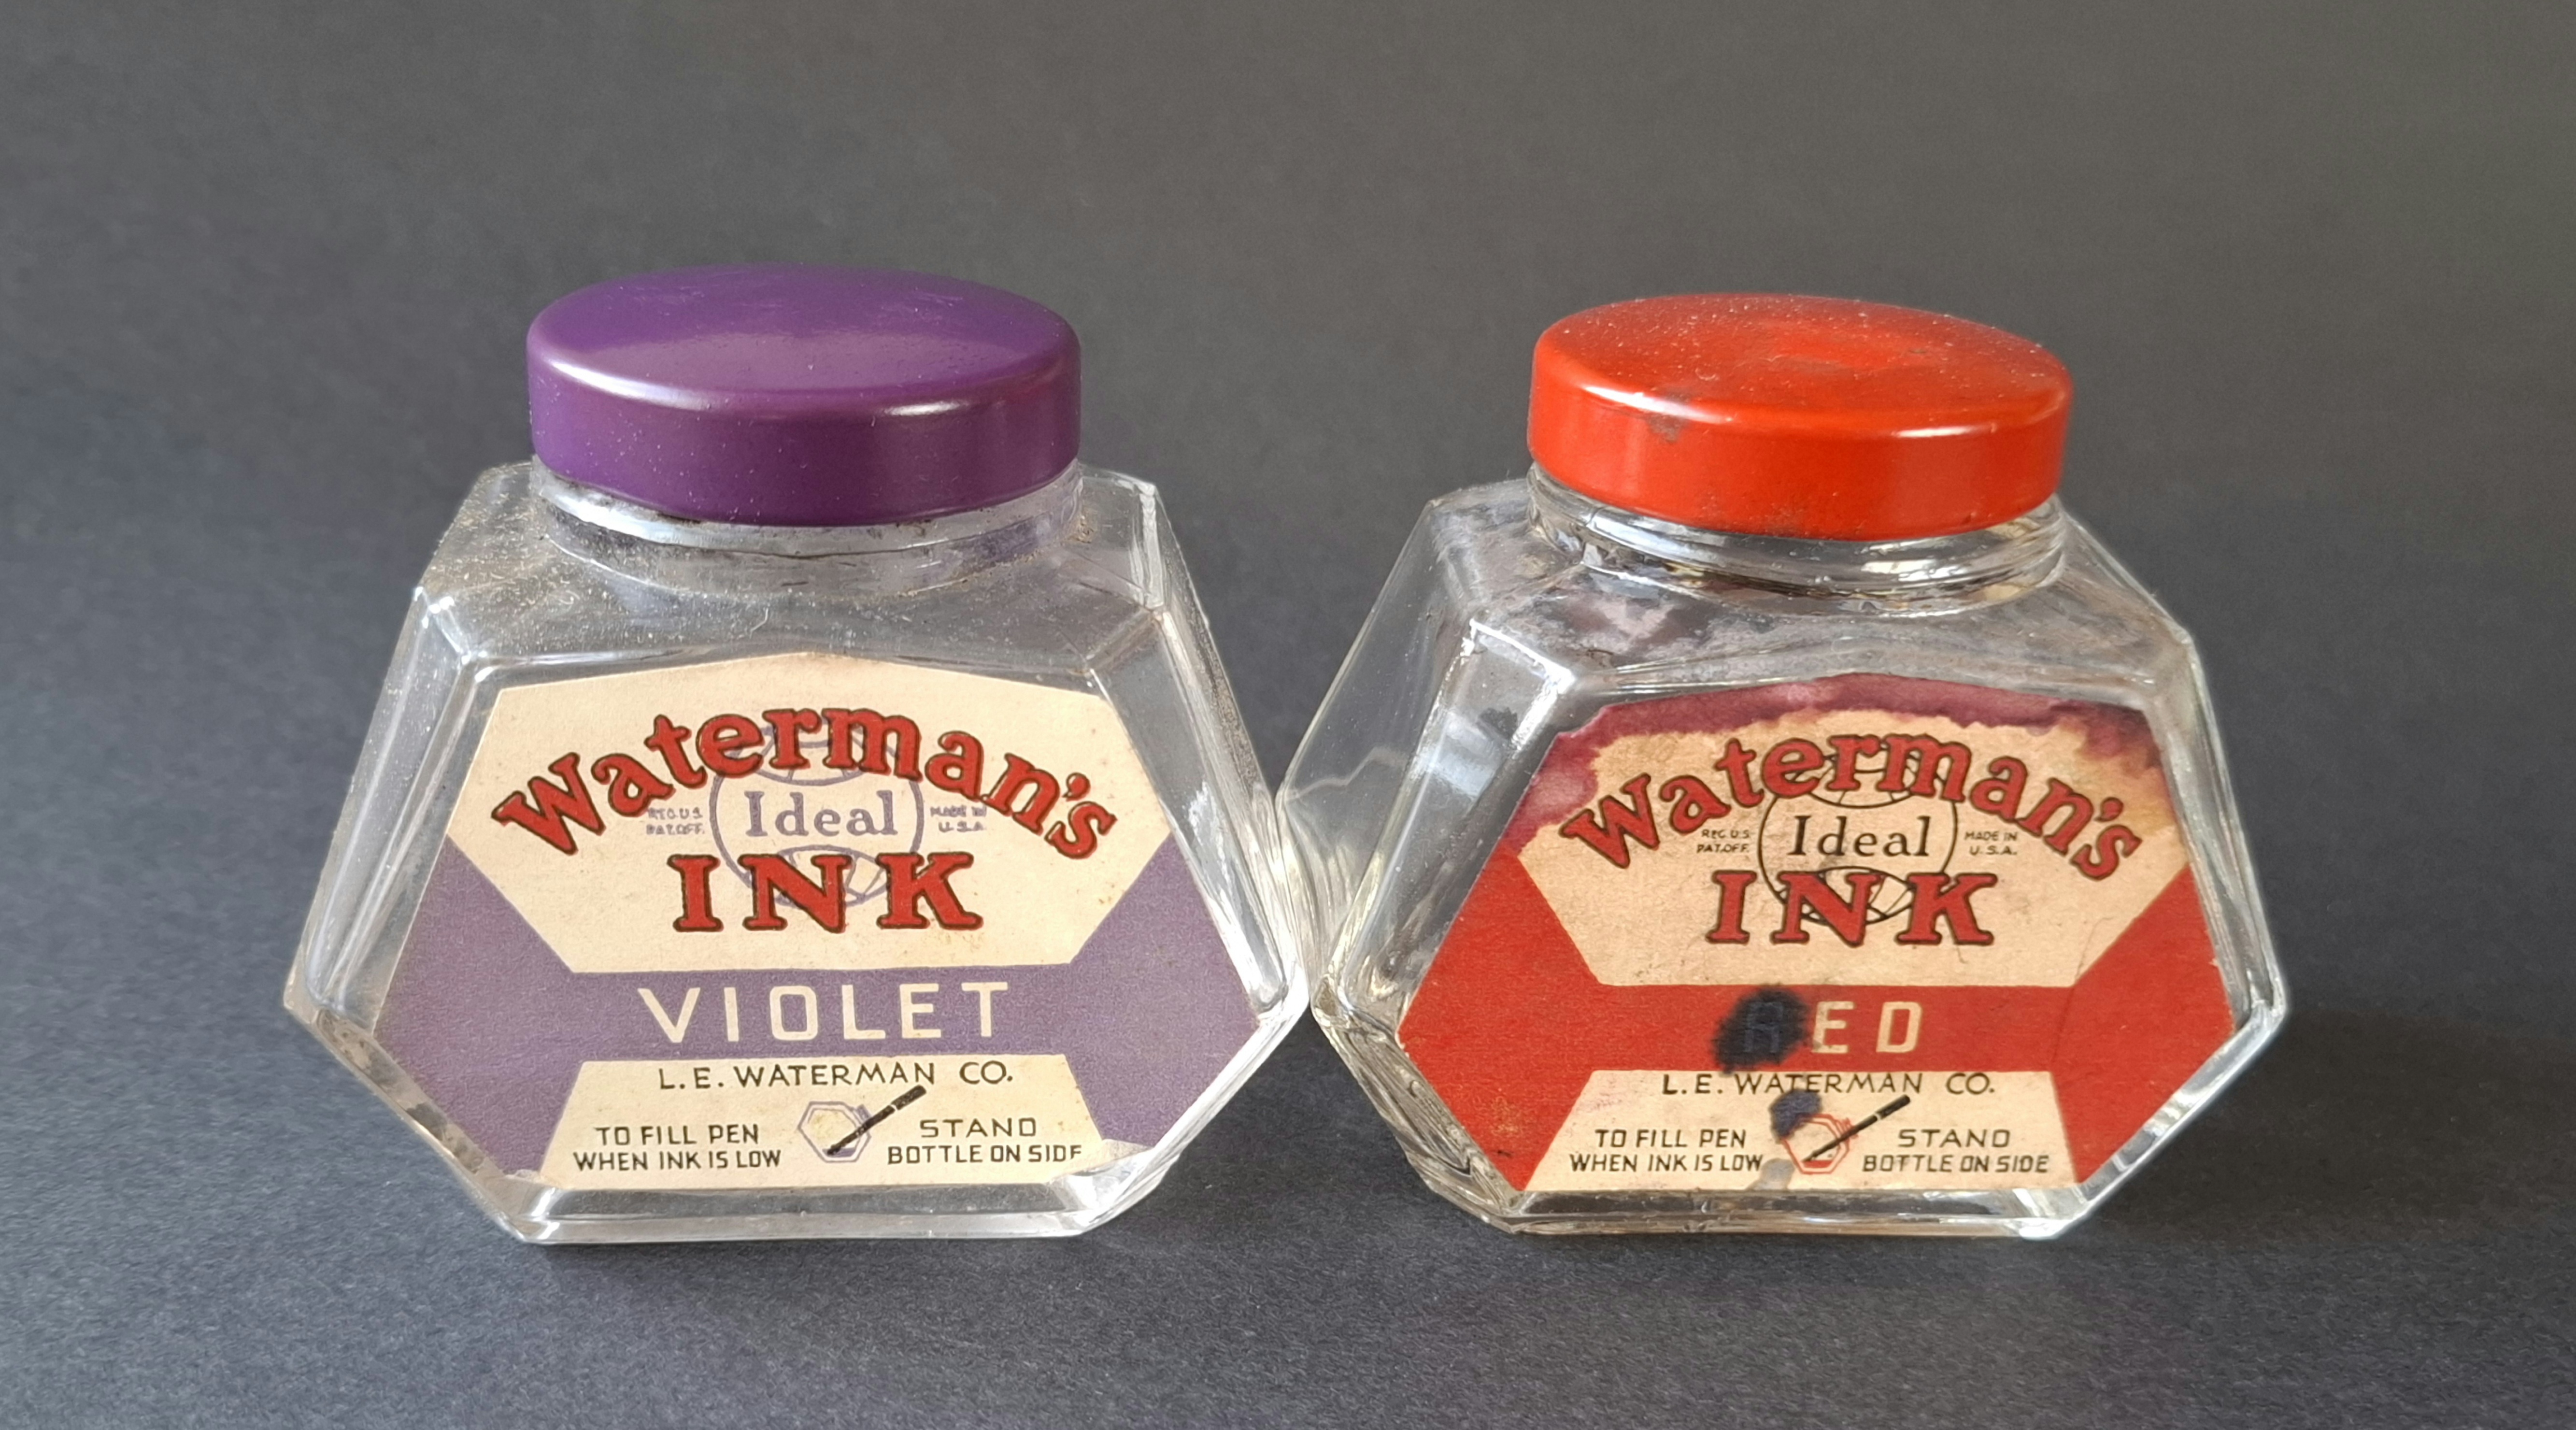 Waterman's
REG. U.S.
PAT. OFF.
Ideal
MADE IN
U.S.A.
INK
VIOLET
L.E. WATERMAN CO.
TO FILL PEN
WHEN INK IS LOW
STAND
BOTTLE ON SIDE
Waterman's
REG. U.S.
PAT. OFF.
Ideal
MADE IN
U.S.A.
INK
RED
L.E. WATERMAN CO.
TO FILL PEN
WHEN INK IS LOW
STAND
BOTTLE ON SIDE